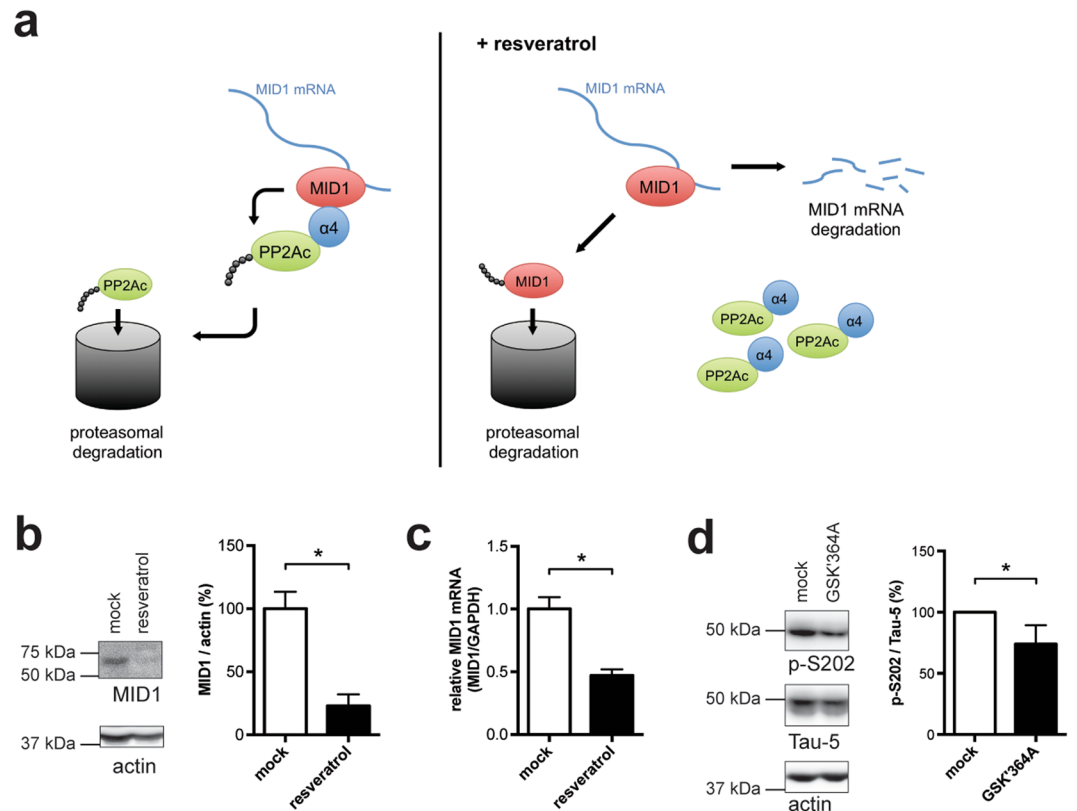 a
MID1 mRNA
MID1
α4
PP2Ac
PP2Ac
proteasomal
degradation
+ resveratrol
MID1 mRNA
MID1
MID1 mRNA
degradation
MID1
α4
PP2Ac
α4
PP2Ac
α4
PP2Ac
proteasomal
degradation
b
mock
resveratrol
75 kDa
50 kDa
MID1
37 kDa
actin
MID1 / actin (%)
150
100
50
0
*
mock
resveratrol
c
relative MID1 mRNA
(MID1/GAPDH)
1.5
1.0
0.5
0.0
*
mock
resveratrol
d
mock
GSK'364A
50 kDa
p-S202
50 kDa
Tau-5
37 kDa
actin
p-S202 / Tau-5 (%)
150
100
50
0
*
mock
GSK'364A